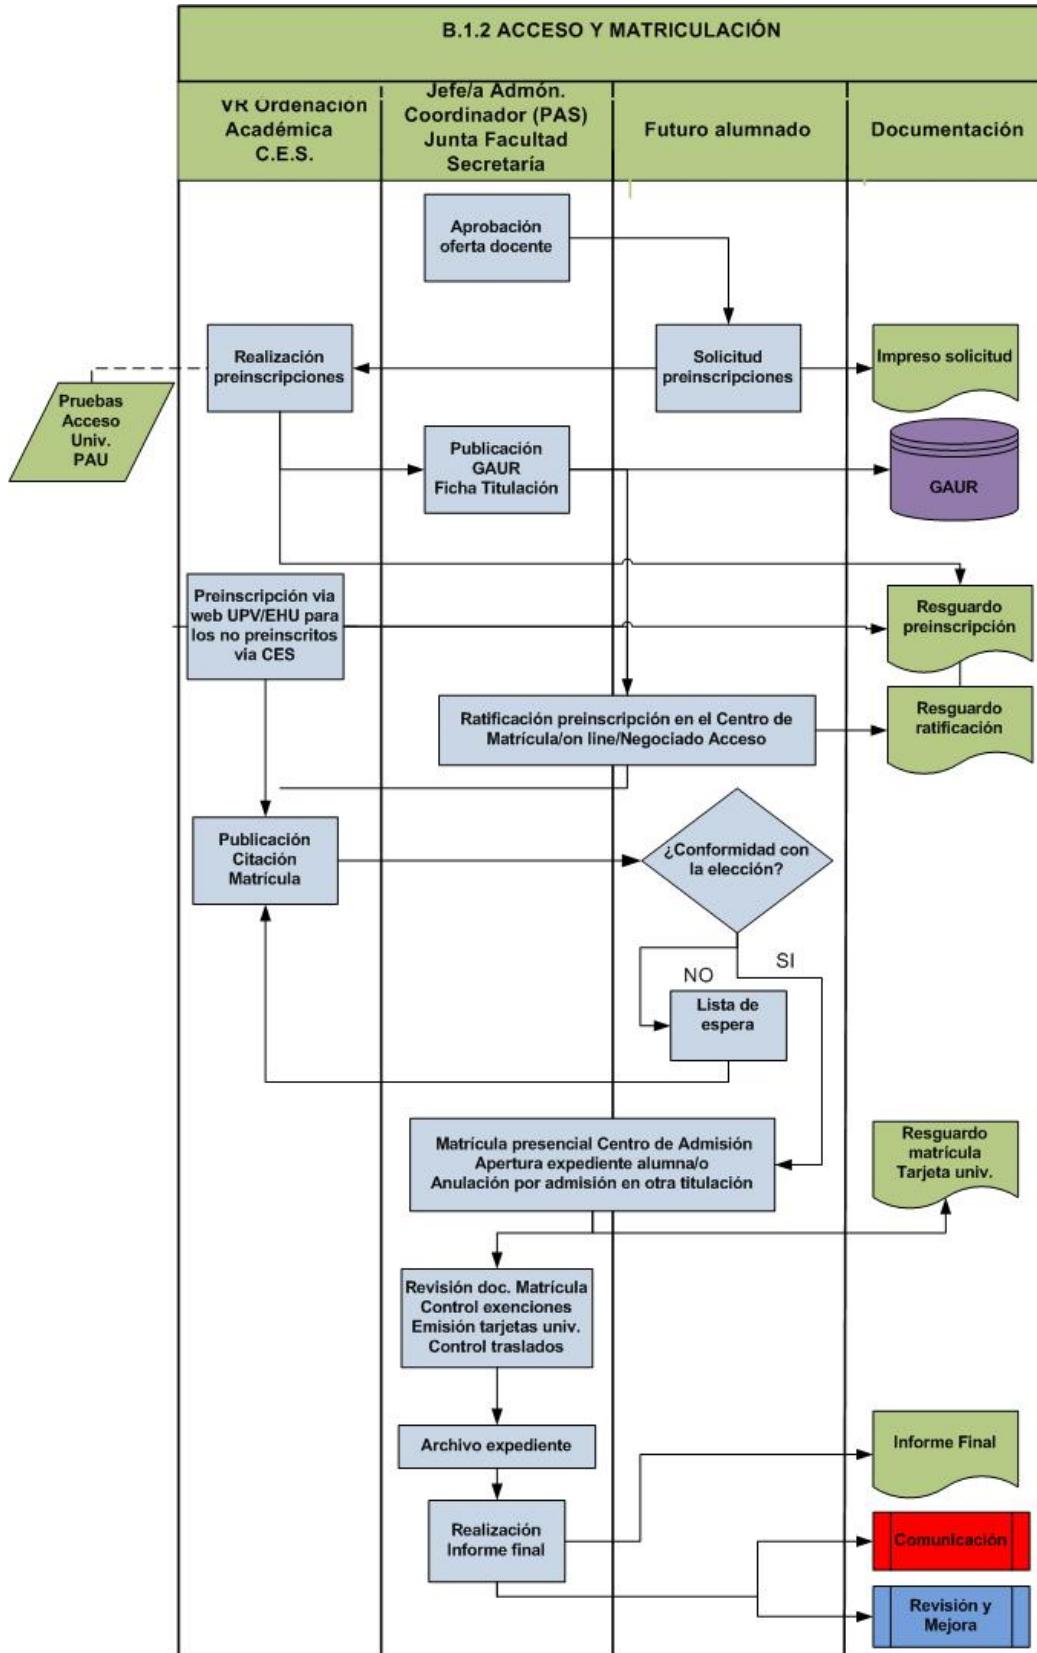 B.1.2 ACCESO Y MATRICULACIÓN
VR Ordenación
Académica
C.E.S.
Jefe/a Admón.
Coordinador (PAS)
Junta Facultad
Secretaría
Futuro alumnado
Documentación
Aprobación
oferta docente
Realización
preinscripciones
Solicitud
preinscripciones
Impreso solicitud
Pruebas
Acceso
Univ.
PAU
Publicación
GAUR
Ficha Titulación
GAUR
Preinscripción via
web UPV/EHU para
los no preinscritos
via CES
Resguardo
preinscripción
Ratificación preinscripción en el Centro de
Matrícula/on line/Negociado Acceso
Resguardo
ratificación
Publicación
Citación
Matrícula
¿Conformidad con
la elección?
NO
SI
Lista de
espera
Matrícula presencial Centro de Admisión
Apertura expediente alumna/o
Anulación por admisión en otra titulación
Resguardo
matrícula
Tarjeta univ.
Revisión doc. Matrícula
Control exenciones
Emisión tarjetas univ.
Control traslados
Archivo expediente
Informe Final
Realización
Informe final
Comunicación
Revisión y
Mejora